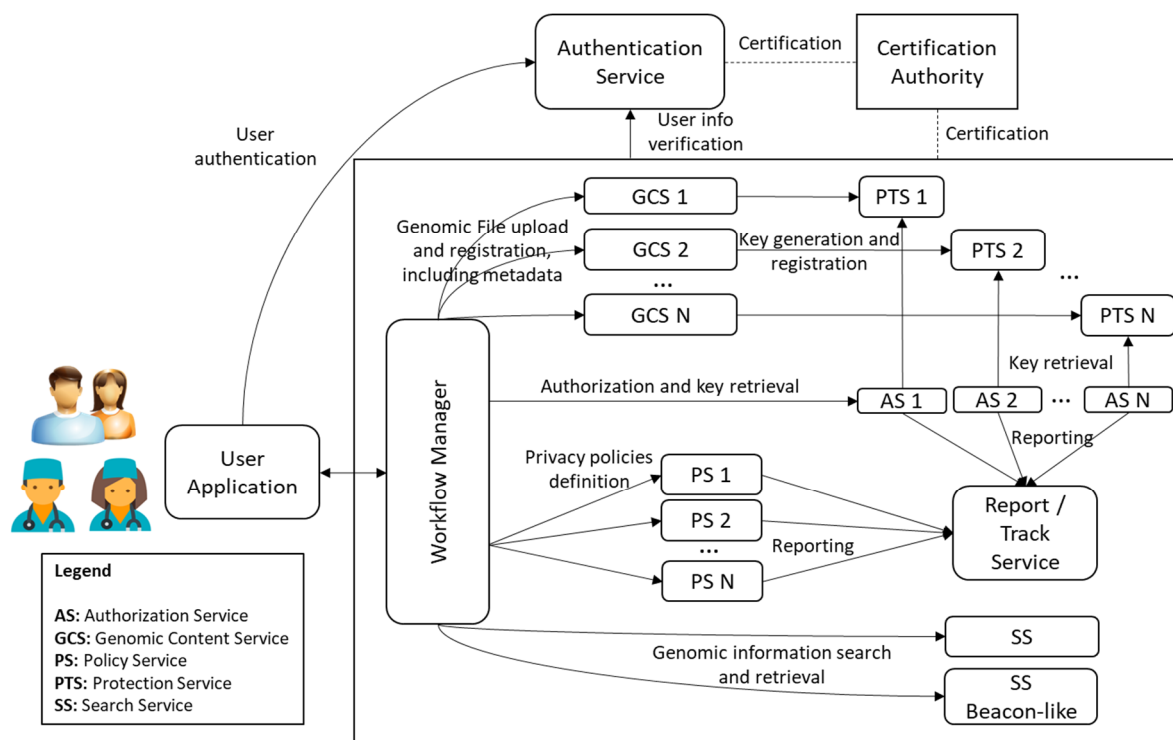 Authentication
Service
Certification
Certification
Authority
User
authentication
User info
verification
Certification
GCS 1
PTS 1
Genomic File upload
and registration,
including metadata
GCS 2
Key generation and
registration
PTS 2
...
...
GCS N
PTS N
Key retrieval
Workflow Manager
Authorization and key retrieval
AS 1
AS 2
...
AS N
Reporting
User
Application
Privacy policies
definition
PS 1
PS 2
...
PS N
Reporting
Report /
Track
Service
Legend
AS: Authorization Service
GCS: Genomic Content Service
PS: Policy Service
PTS: Protection Service
SS: Search Service
Genomic information search
and retrieval
SS
SS
Beacon-like